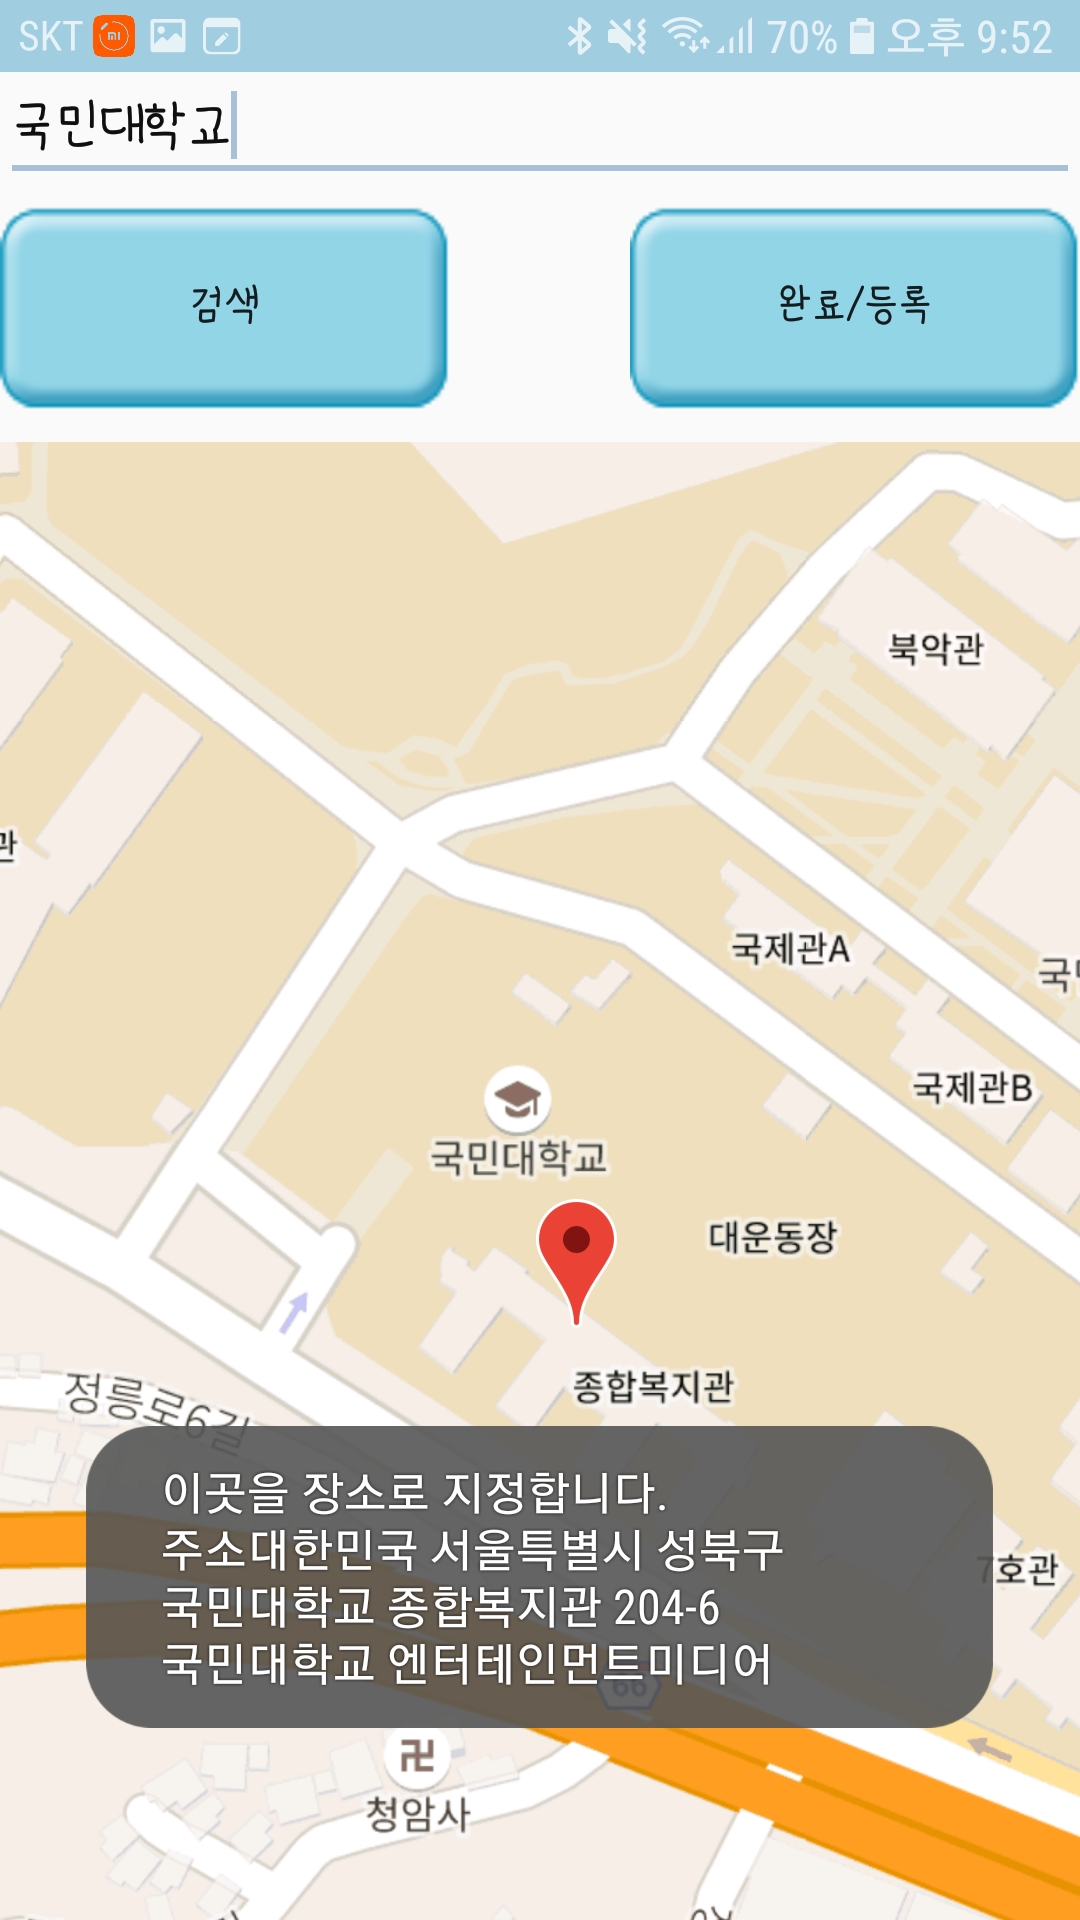 SKT 70% 오후 9:52
국민대학교
검색 완료/등록
북악관
관
국제관A
국제관B
국민대학교
대운동장
종합복지관
정릉로6길
이곳을 장소로 지정합니다.
주소대한민국 서울특별시 성북구
국민대학교 종합복지관 204-6
국민대학교 엔터테인먼트미디어
7호관
66
청암사